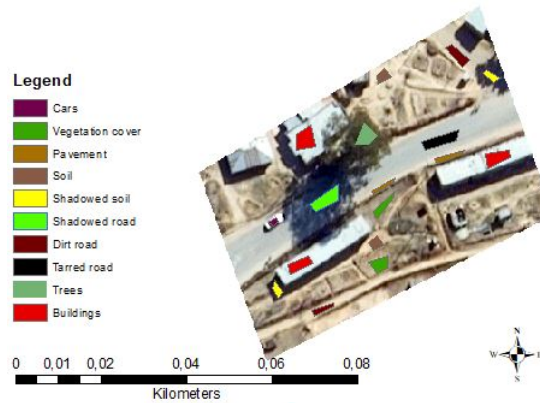 Legend
Cars
Vegetation cover
Pavement
Soil
Shadowed soil
Shadowed road
Dirt road
Tarred road
Trees
Buildings
0 0,01 0,02 0,04 0,06 0,08
Kilometers
N
W E
S